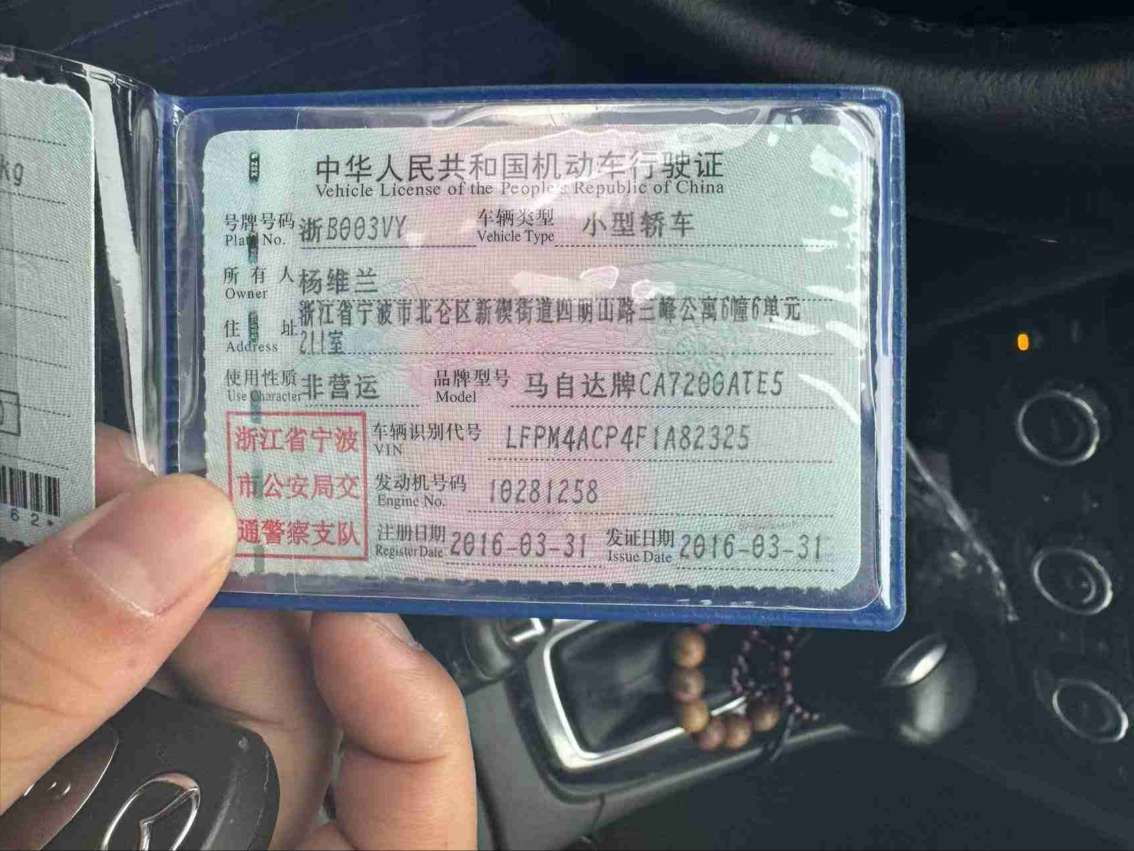 kg
62*
中华人民共和国机动车行驶证
Vehicle License of the People's Republic of China
号牌号码 Plate No. 浙B003VY 车辆类型 Vehicle Type 小型轿车
所有人 Owner 杨维兰
住址 Address 浙江省宁波市北仑区新碶街道四明山路三峰公寓6幢6单元
211室
使用性质 Use Character 非营运 品牌型号 Model 马自达牌CA7200ATE5
浙江省宁波
市公安局交
通警察支队
车辆识别代号 VIN LFPM4ACP4F1A82325
发动机号码 Engine No. 10281258
注册日期 Register Date 2016-03-31 发证日期 Issue Date 2016-03-31